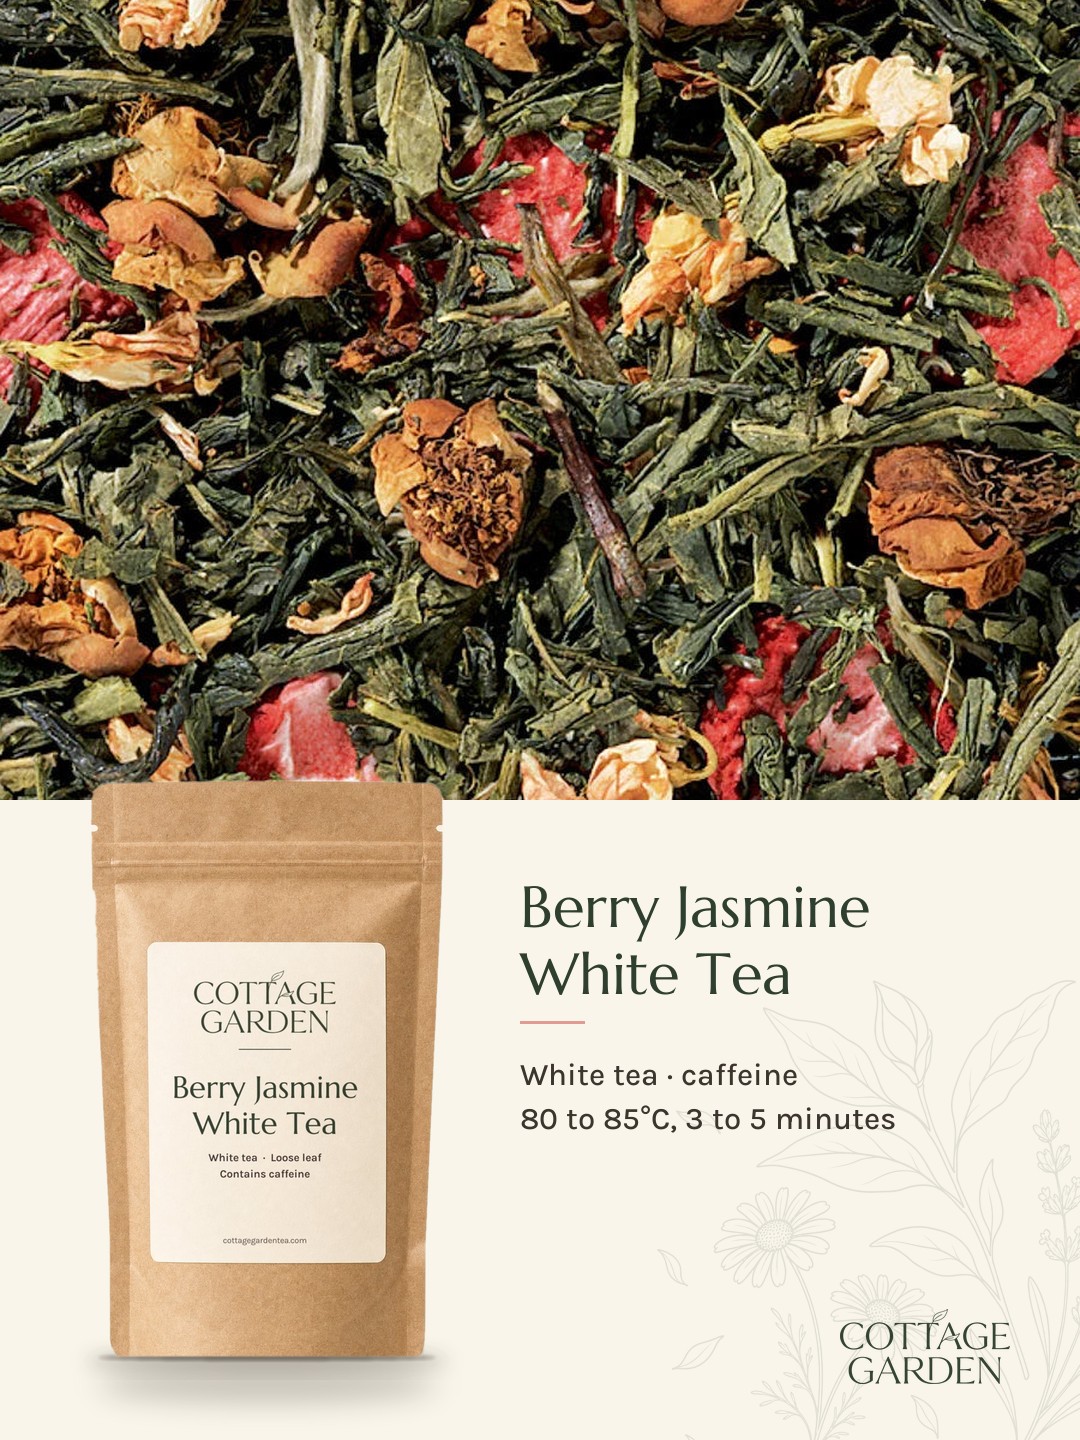 COTTAGE
GARDEN
Berry Jasmine
White Tea
White tea · Loose leaf
Contains caffeine
cottagegardentea.com
Berry Jasmine
White Tea
White tea · caffeine
80 to 85°C, 3 to 5 minutes
COTTAGE
GARDEN